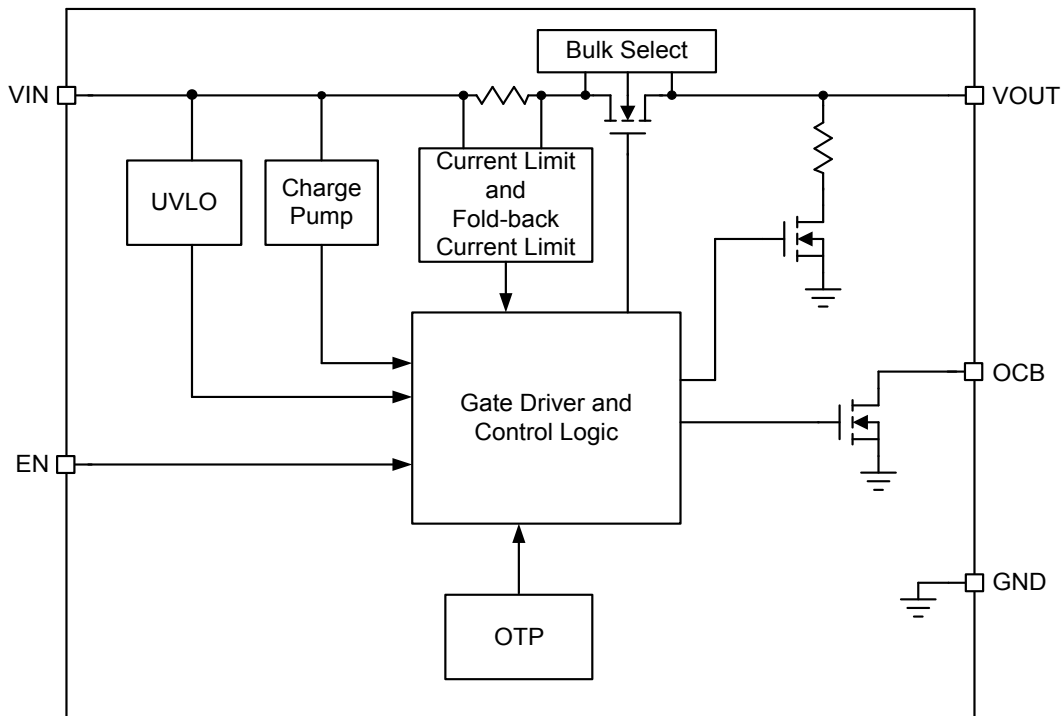 Bulk Select
VIN
VOUT
UVLO
Charge
Pump
Current Limit
and
Fold-back
Current Limit
OCB
Gate Driver and
Control Logic
EN
GND
OTP